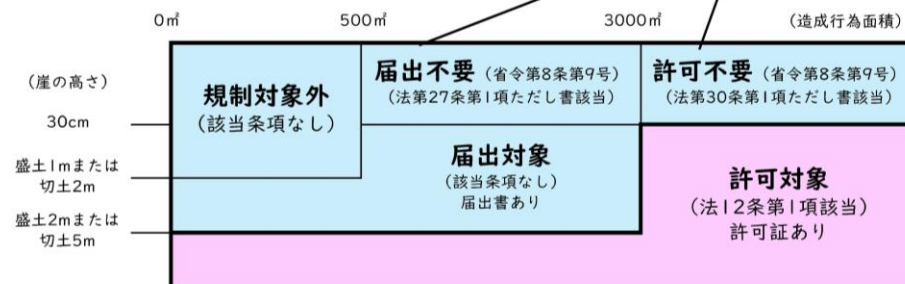 0㎡ 500㎡ 3000㎡ (造成行為面積)
(崖の高さ)
30cm
盛土1mまたは
切土2m
盛土2mまたは
切土5m
規制対象外
(該当条項なし)
届出不要 (省令第8条第9号)
(法第27条第1項ただし書該当)
許可不要 (省令第8条第9号)
(法第30条第1項ただし書該当)
届出対象
(該当条項なし)
届出書あり
許可対象
(法12条第1項該当)
許可証あり